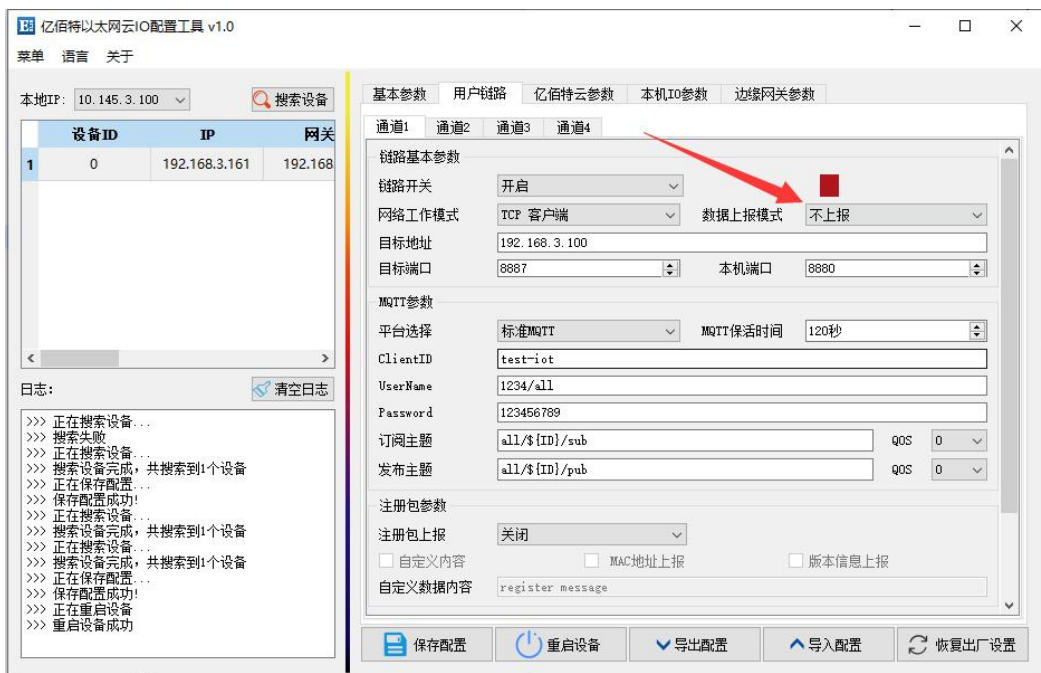 亿佰特以太网云IO配置工具 v1.0
菜单 语言 关于
本地IP: 10.145.3.100 搜索设备
设备ID IP 网关
1 0 192.168.3.161 192.168
日志: 清空日志
>>> 正在搜索设备...
>>> 搜索失败
>>> 正在搜索设备...
>>> 搜索设备完成，共搜索到1个设备
>>> 正在保存配置...
>>> 保存配置成功!
>>> 正在搜索设备...
>>> 搜索设备完成，共搜索到1个设备
>>> 正在搜索设备...
>>> 搜索设备完成，共搜索到1个设备
>>> 正在保存配置...
>>> 保存配置成功!
>>> 正在重启设备
>>> 重启设备成功
基本参数 用户链路 亿佰特云参数 本机IO参数 边缘网关参数
通道1 通道2 通道3 通道4
链路基本参数
链路开关 开启
网络工作模式 TCP 客户端 数据上报模式 不上报
目标地址 192.168.3.100
目标端口 8887 本机端口 8880
MQTT参数
平台选择 标准MQTT MQTT保活时间 120秒
ClientID test-iot
UserName 1234/all
Password 123456789
订阅主题 all/${ID}/sub QOS 0
发布主题 all/${ID}/pub QOS 0
注册包参数
注册包上报 关闭
自定义内容 MAC地址上报 版本信息上报
自定义数据内容 register message
保存配置 重启设备 导出配置 导入配置 恢复出厂设置